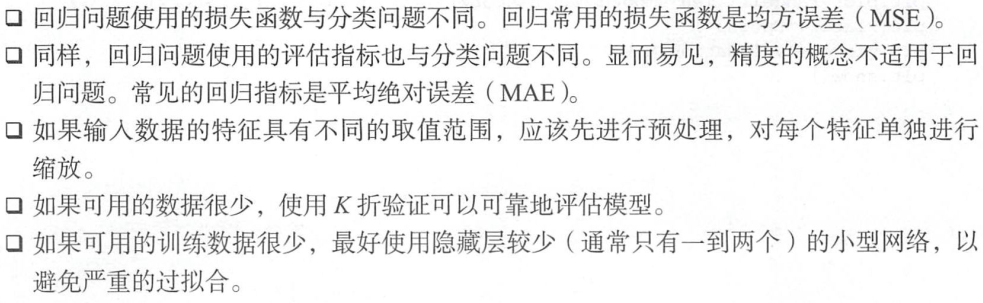 ❑ 回归问题使用的损失函数与分类问题不同。回归常用的损失函数是均方误差（MSE）。
❑ 同样，回归问题使用的评估指标也与分类问题不同。显而易见，精度的概念不适用于回
归问题。常见的回归指标是平均绝对误差（MAE）。
❑ 如果输入数据的特征具有不同的取值范围，应该先进行预处理，对每个特征单独进行
缩放。
❑ 如果可用的数据很少，使用 K 折验证可以可靠地评估模型。
❑ 如果可用的训练数据很少，最好使用隐藏层较少（通常只有一到两个）的小型网络，以
避免严重的过拟合。